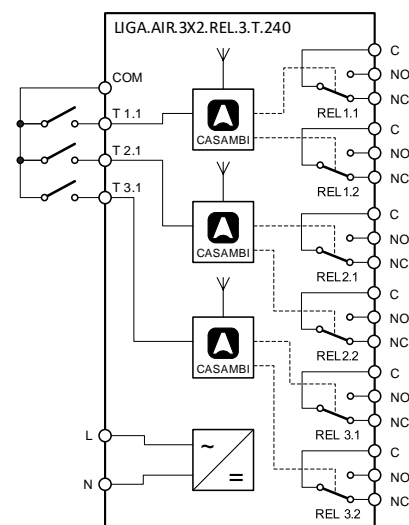 LIGA.AIR.3X2.REL.3.T.240
COM
T 1.1
T 2.1
T 3.1
L
N
CASAMBI
CASAMBI
CASAMBI
~
=
C
NO
NC
REL1.1
C
NO
NC
REL1.2
C
NO
NC
REL2.1
C
NO
NC
REL2.2
C
NO
NC
REL 3.1
C
NO
NC
REL 3.2